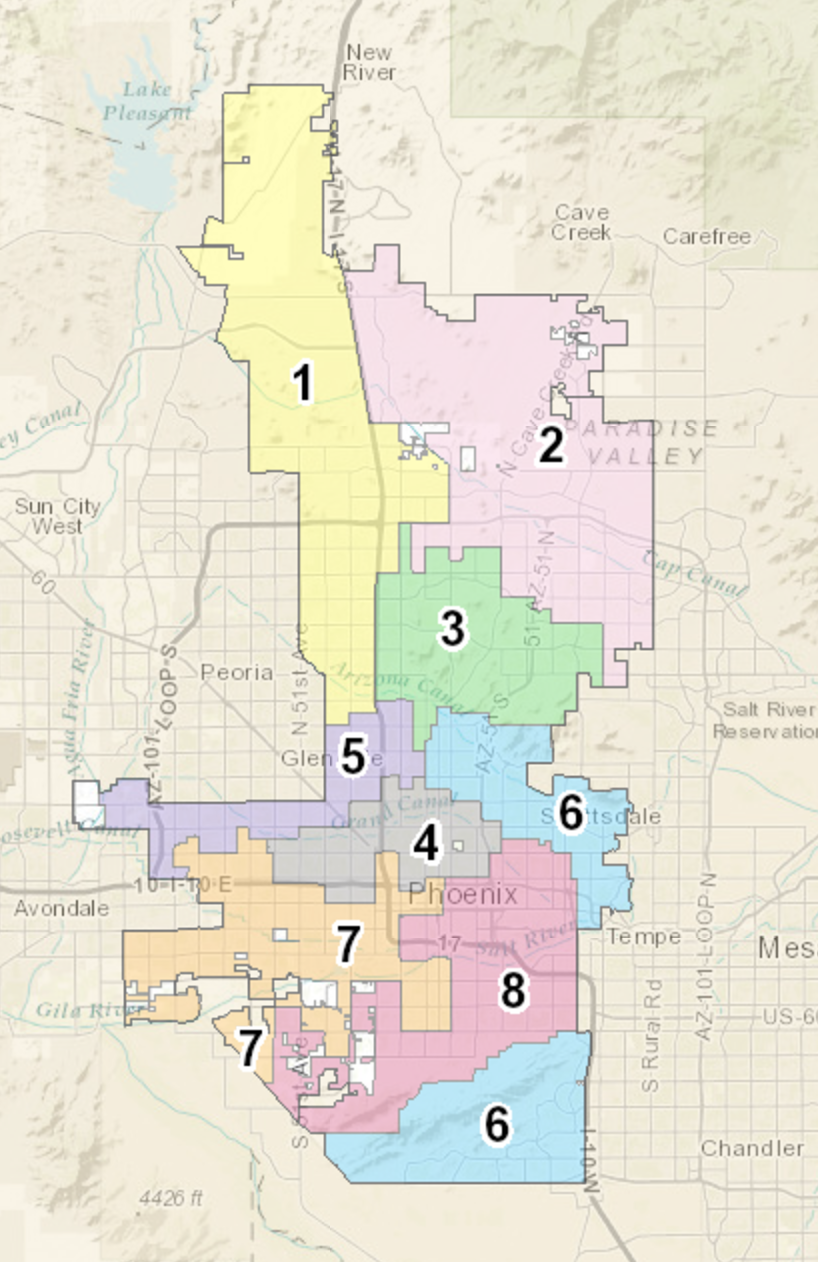 New
River
Lake
Pleasant
17-N-I-17-S
Cave
Creek
Carefree
1
N Cave Creek Rd
2
PARADISE
VALLEY
ey Canal
Sun City
West
60
Cap Canal
51-AZ-51-N
3
Agua Fria River
AZ-101-LOOP-S
Peoria
N 51st Ave
Arizona Canal
Salt River
Reservation
Glen
e
5
AZ-5
S
6
Scottsdale
osevelt Canal
Grand Canal
4
10-I-10-E
Phoenix
Avondale
7
17
Salt River
Tempe
Mesa
AZ-101-LOOP-N
S Rural Rd
8
Gila River
US-60
7
S 51st Ave
6
I-10-W
Chandler
4426 ft